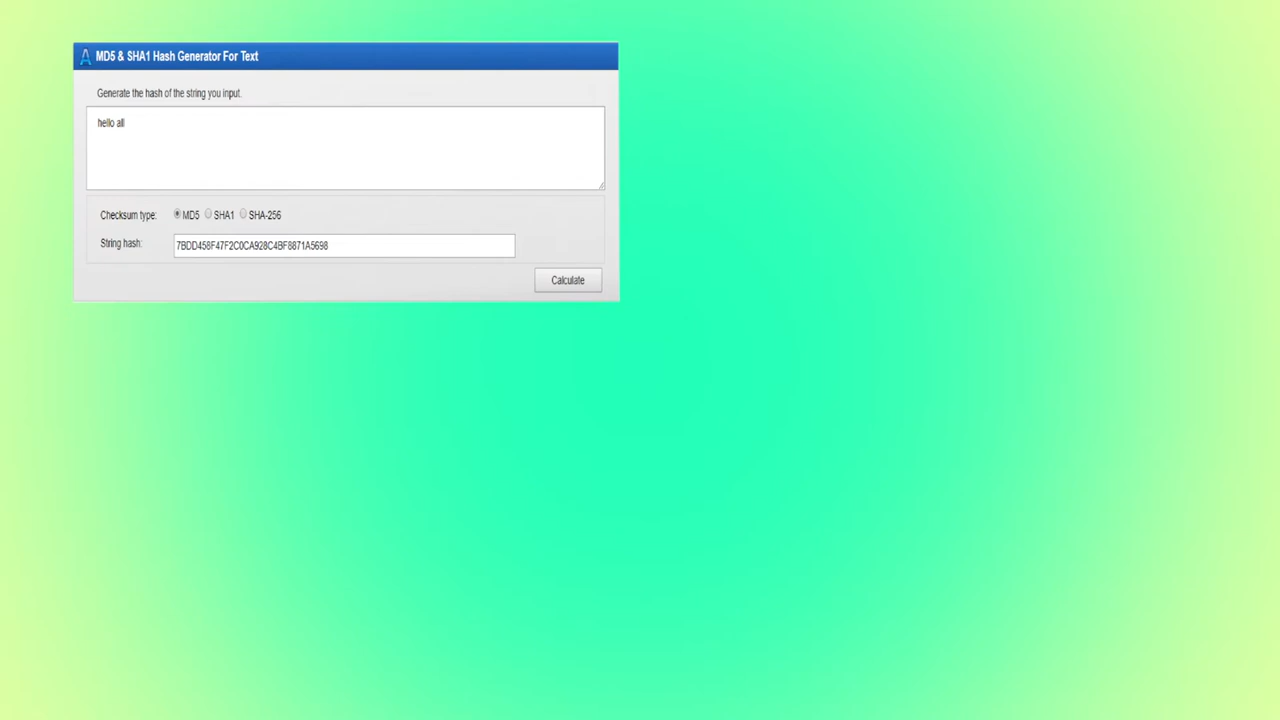 MD5 & SHA1 Hash Generator For Text
Generate the hash of the string you input.
hello all
Checksum type: MD5 SHA1 SHA-256
String hash: 7BDD458F47F2C0CA928C4BF8871A5698
Calculate